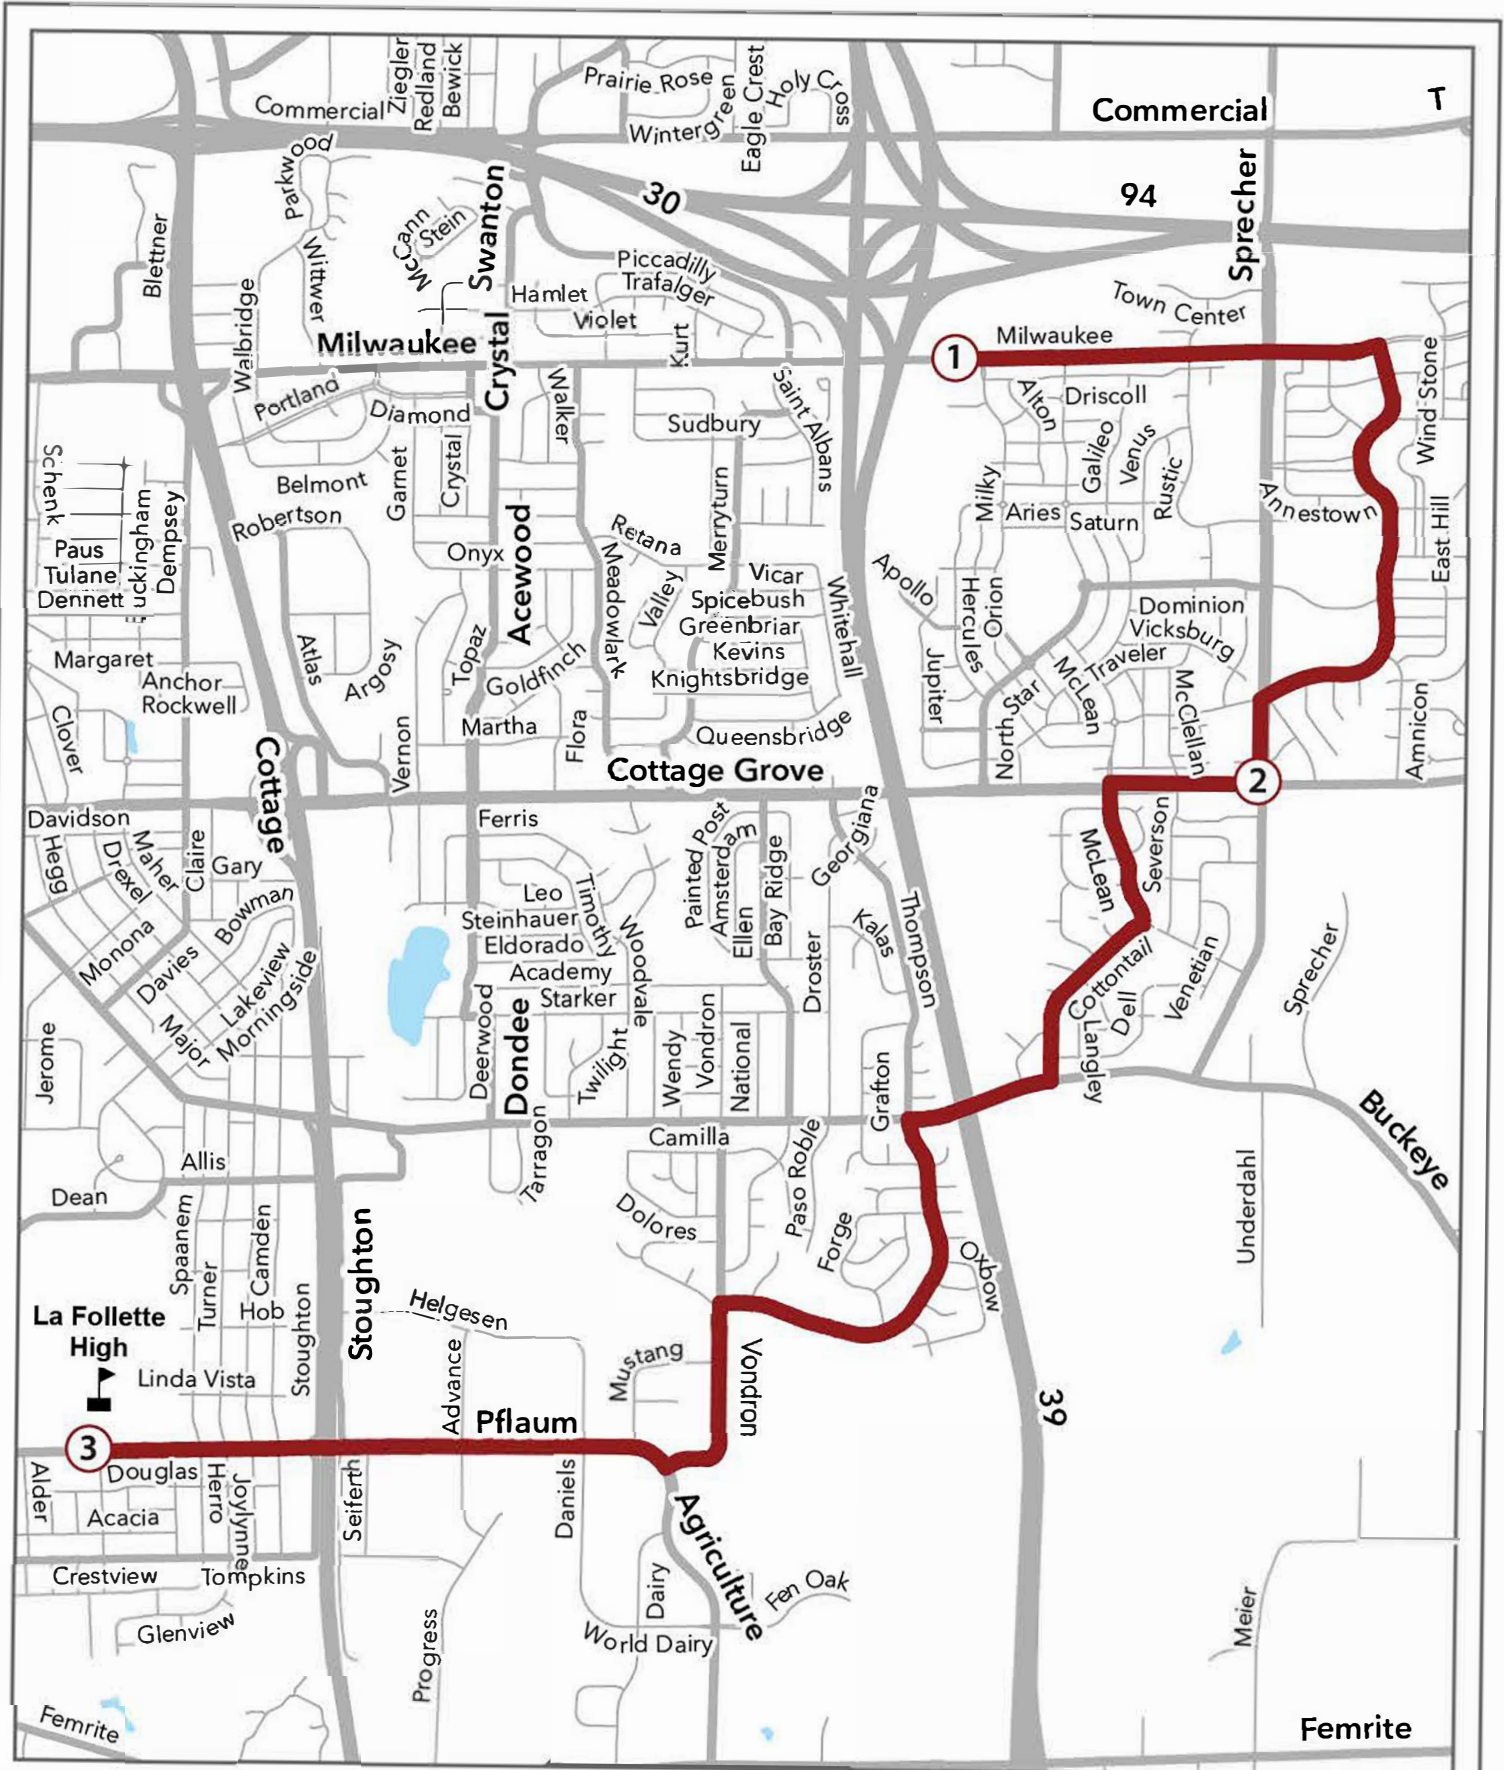 Ziegler
Redland
Bewick
Commercial
Prairie Rose
Wintergreen
Eagle Crest
Holy Cross
Commercial
T
Parkwood
McCann
Stein
Swanton
30
94
Sprecher
Blettner
Wittwer
Walbridge
Piccadilly
Trafalger
Hamlet
Violet
Kurt
Town Center
Milwaukee
Crystal
1
Milwaukee
Portland
Diamond
Walker
Saint Albans
Sudbury
Alton
Driscoll
Wind Stone
Schenk
Belmont
Garnet
Crystal
Merryturn
Milky
Galileo
Venus
Rustic
Annestown
Robertson
uckingham
Dempsey
Acewood
Onyx
Retana
Aries
Saturn
East Hill
Paus
Tulane
Dennett
Meadowlark
Valley
Vicar
Spicebush
Greenbriar
Kevins
Knightsbridge
Whitehall
Apollo
Hercules
Orion
Dominion
Vicksburg
Traveler
Margaret
Anchor
Rockwell
Atlas
Argosy
Topaz
Goldfinch
Jupiter
North Star
McLean
McClellan
Amnicon
Clover
Cottage
Vernon
Martha
Flora
Queensbridge
Cottage Grove
2
Davidson
Hegg
Drexel
Maher
Claire
Gary
Ferris
Painted Post
Amsterdam
Ellen
Bay Ridge
Georgiana
McLean
Severson
Bowman
Leo
Steinhauer
Eldorado
Timothy
Woodvale
Academy
Starker
Droster
Kalas
Thompson
Monona
Davies
Lakeview
Morningside
Major
Cottontail
Dell
Venetian
Sprecher
Jerome
Deerwood
Dondee
Twilight
Wendy
Vondron
National
Grafton
Langley
Buckeye
Tarragon
Camilla
Paso Roble
Allis
Dean
Spaanem
Turner
Camden
Dolores
Forge
Oxbow
Underdahl
La Follette
High
Hob
Stoughton
Stoughton
Helgesen
Linda Vista
Advance
Mustang
Vondron
39
Pflaum
3
Alder
Douglas
Herro
Joylynne
Seiferth
Daniels
Agriculture
Acacia
Crestview
Tompkins
Dairy
Fen Oak
Glenview
Progress
World Dairy
Meier
Femrite
Femrite